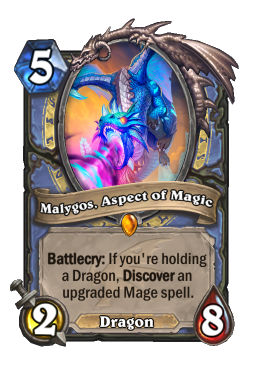 5
Malygos, Aspect of Magic
Battlecry: If you're holding
a Dragon, Discover an
upgraded Mage spell.
2
Dragon
8